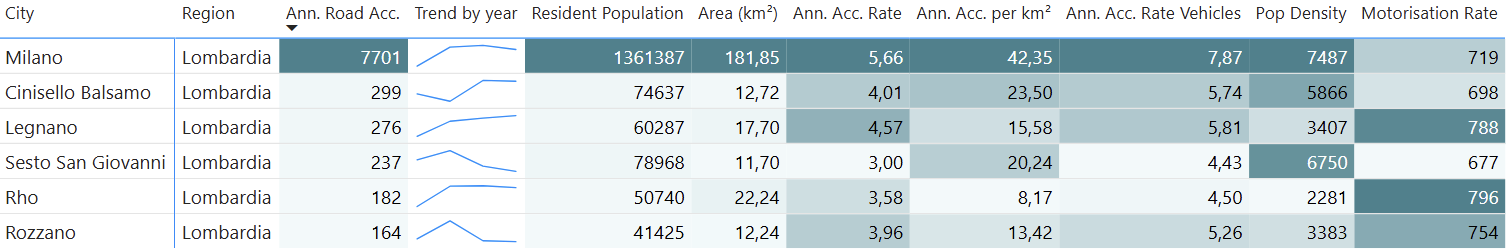 City Region Ann. Road Acc. Trend by year Resident Population Area (km²) Ann. Acc. Rate Ann. Acc. per km² Ann. Acc. Rate Vehicles Pop Density Motorisation Rate
Milano Lombardia 7701 1361387 181,85 5,66 42,35 7,87 7487 719
Cinisello Balsamo Lombardia 299 74637 12,72 4,01 23,50 5,74 5866 698
Legnano Lombardia 276 60287 17,70 4,57 15,58 5,81 3407 788
Sesto San Giovanni Lombardia 237 78968 11,70 3,00 20,24 4,43 6750 677
Rho Lombardia 182 50740 22,24 3,58 8,17 4,50 2281 796
Rozzano Lombardia 164 41425 12,24 3,96 13,42 5,26 3383 754